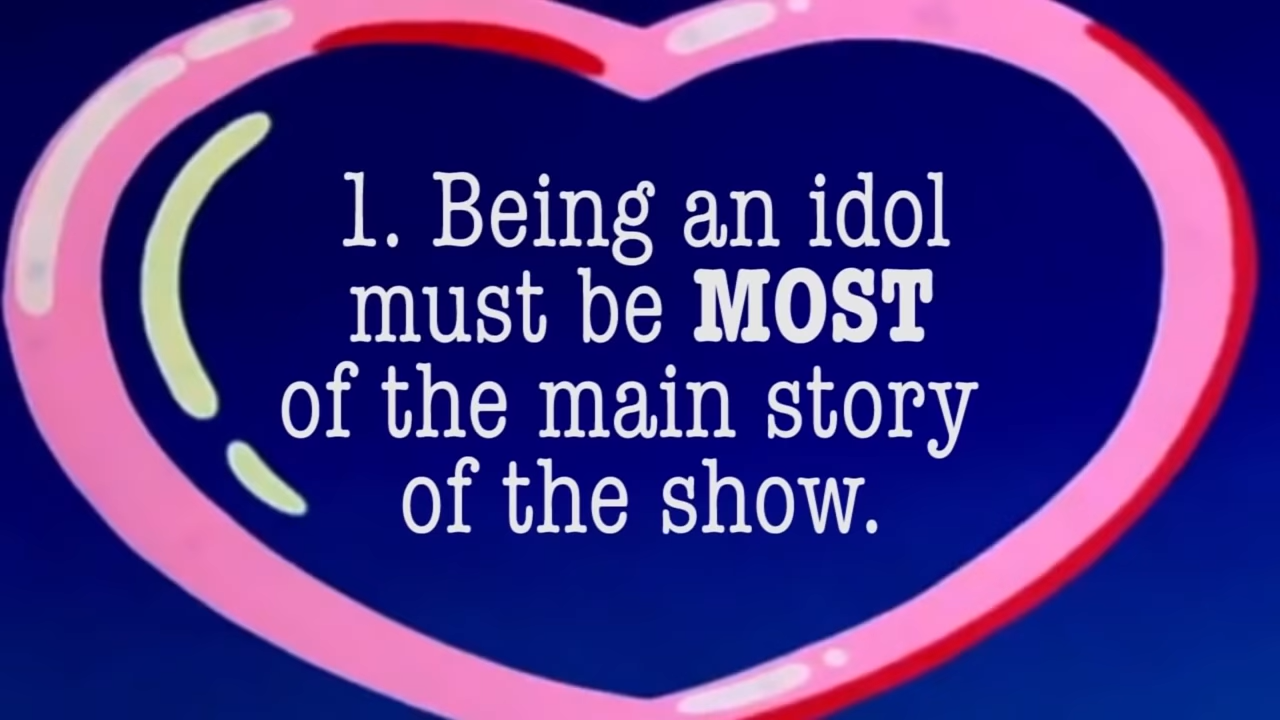 1. Being an idol
must be MOST
of the main story
of the show.